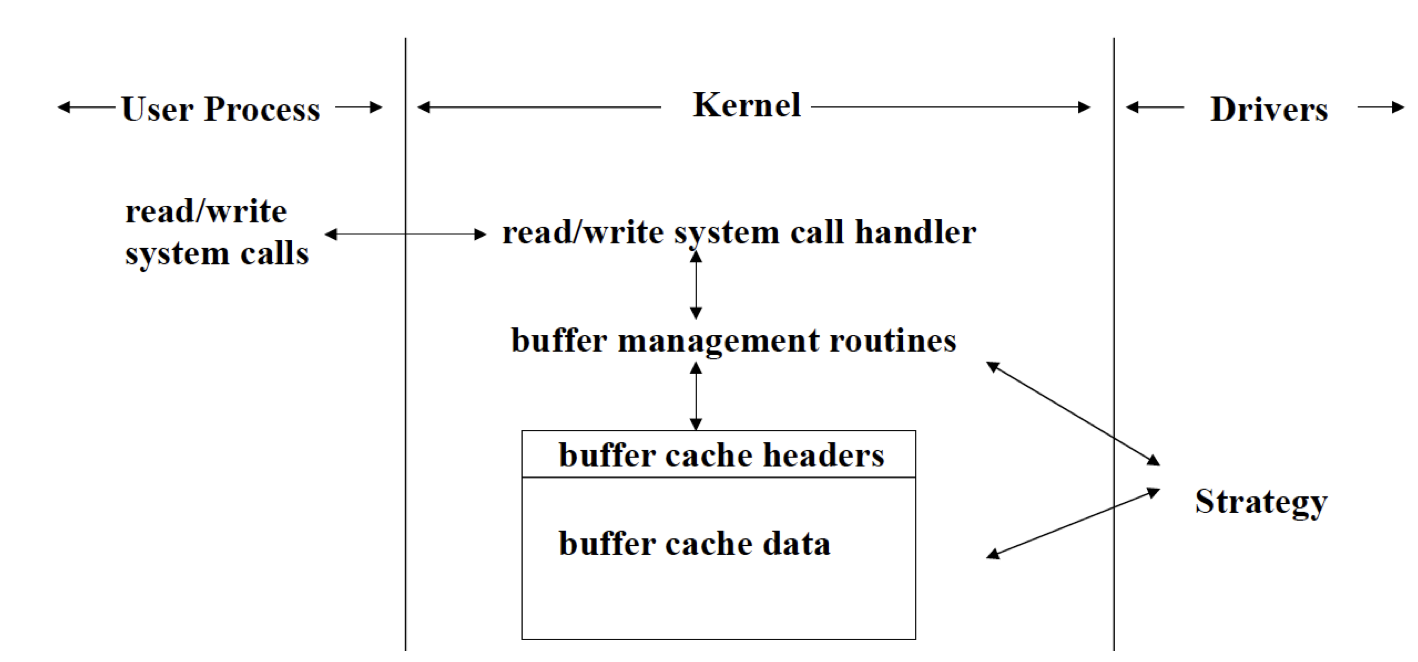 User Process
Kernel
Drivers
read/write
system calls
read/write system call handler
buffer management routines
buffer cache headers
Strategy
buffer cache data